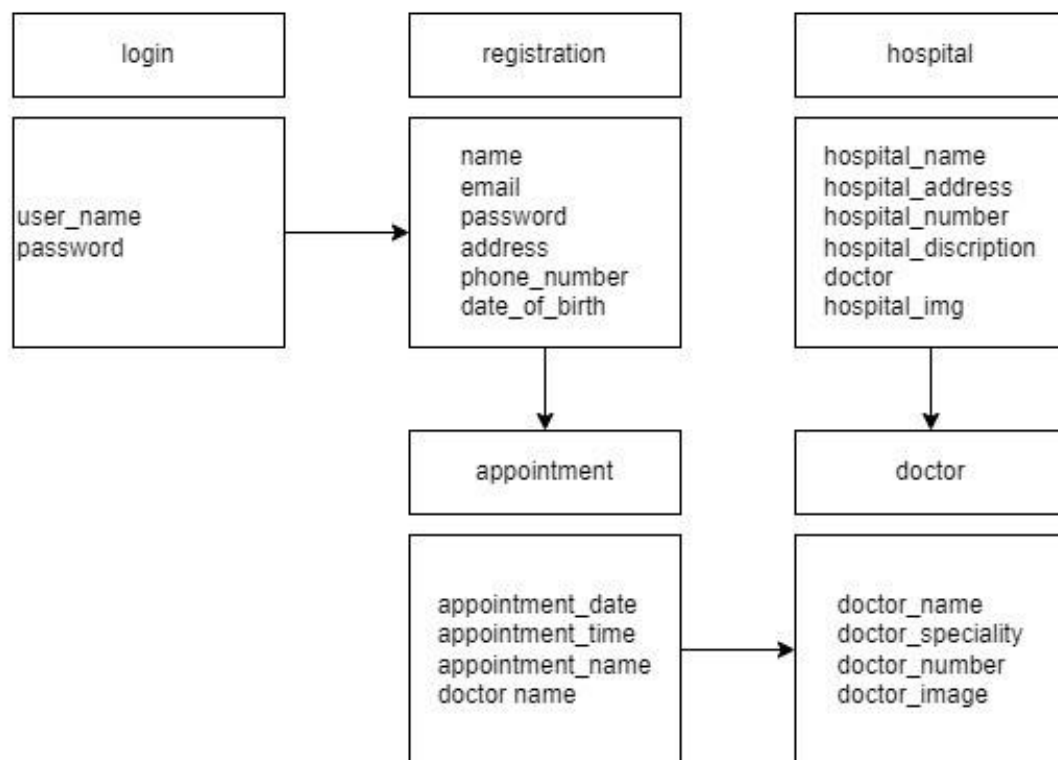 login
user_name
password
registration
name
email
password
address
phone_number
date_of_birth
hospital
hospital_name
hospital_address
hospital_number
hospital_discription
doctor
hospital_img
appointment
appointment_date
appointment_time
appointment_name
doctor name
doctor
doctor_name
doctor_speciality
doctor_number
doctor_image